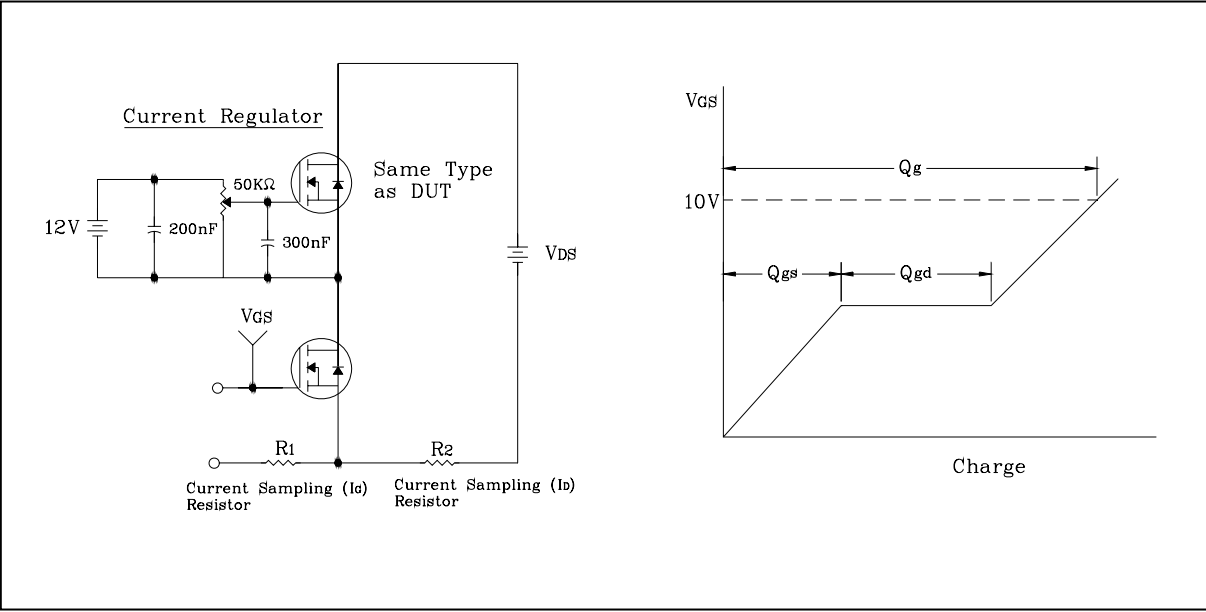 Current Regulator
Same Type
as DUT
50KΩ
12V
200nF
300nF
VDS
VGS
R1
R2
Current Sampling (IG)
Resistor
Current Sampling (ID)
Resistor
VGS
Qg
10V
Qgs
Qgd
Charge